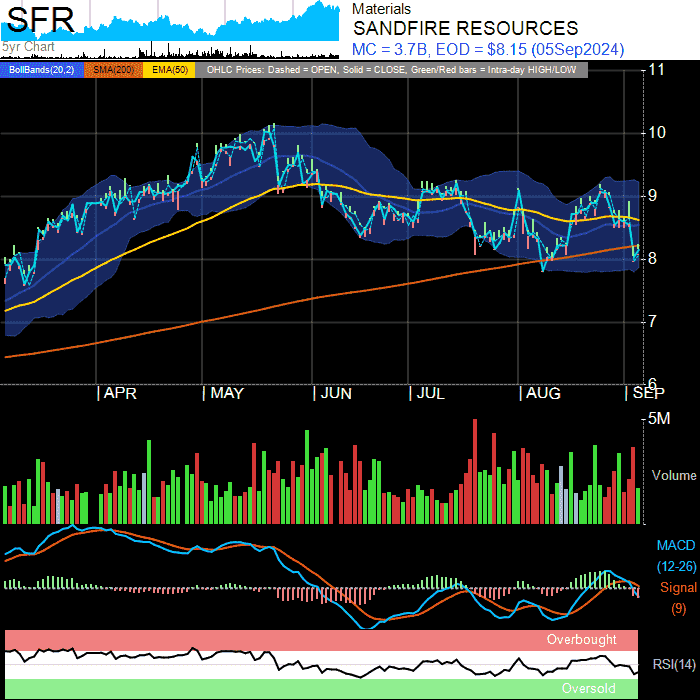 SFR
5yr Chart
Materials
SANDFIRE RESOURCES
MC = 3.7B, EOD = $8.15 (05Sep2024)
BollBands(20,2) SMA(200) EMA(50) OHLC Prices: Dashed = OPEN, Solid = CLOSE, Green/Red bars = Intra-day HIGH/LOW
11
10
9
8
7
6
APR MAY JUN JUL AUG SEP
5M
Volume
MACD
(12-26)
Signal
(9)
Overbought
RSI(14)
Oversold